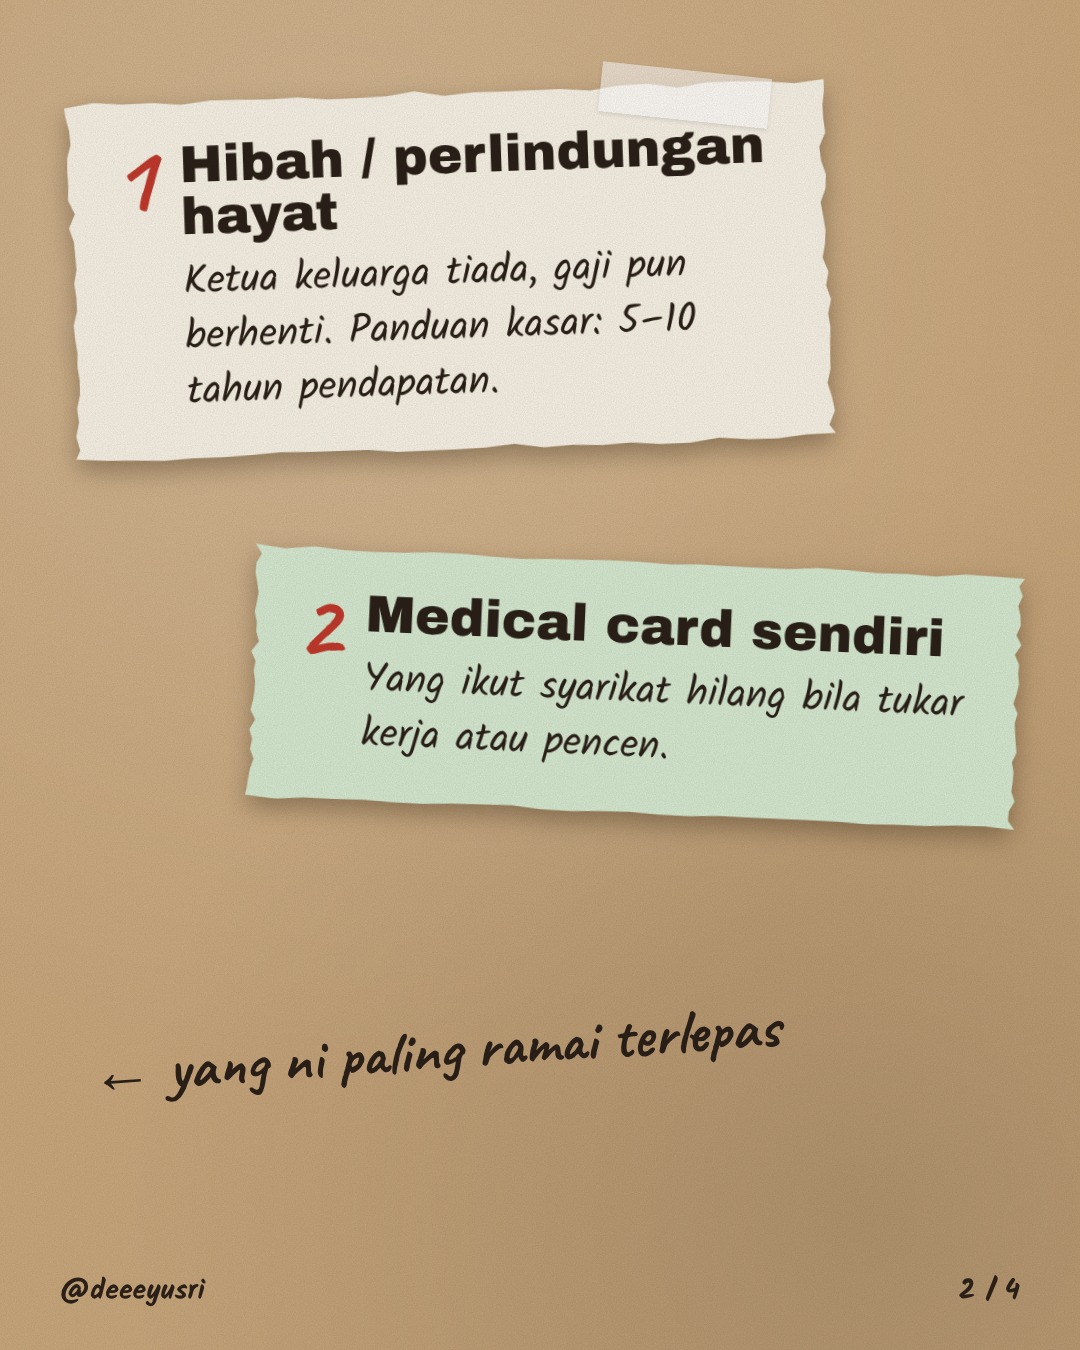 1 Hibah / perlindungan
hayat
Ketua keluarga tiada, gaji pun
berhenti. Panduan kasar: 5–10
tahun pendapatan.
2 Medical card sendiri
Yang ikut syarikat hilang bila tukar
kerja atau pencen.
← yang ni paling ramai terlepas
@deeeyusri
2 / 4